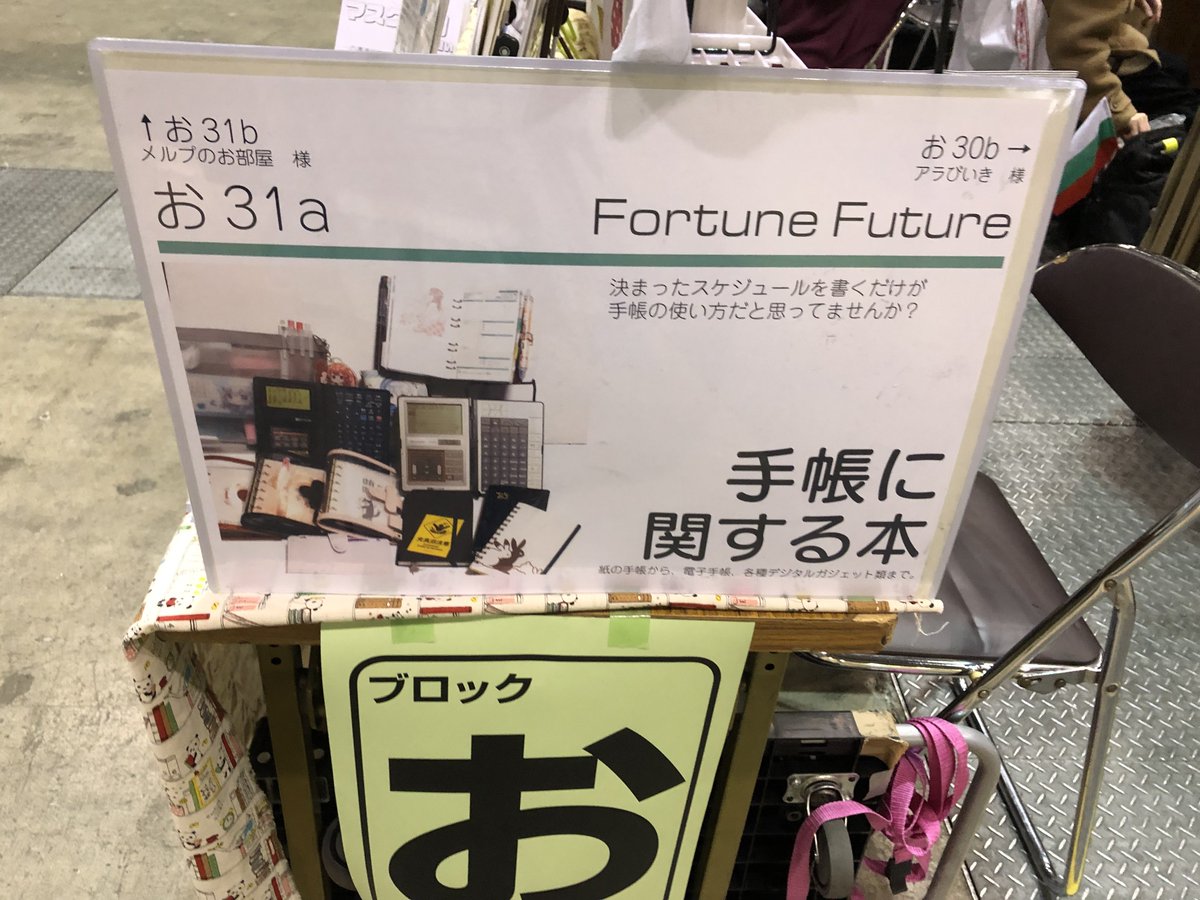 ↑お31b
メルプのお部屋 様
お30b→
アラびいき 様
お31a
Fortune Future
決まったスケジュールを書くだけが
手帳の使い方だと思ってませんか？
手帳に
関する本
紙の手帳から、電子手帳、各種デジタルガジェット類まで。
ブロック
お